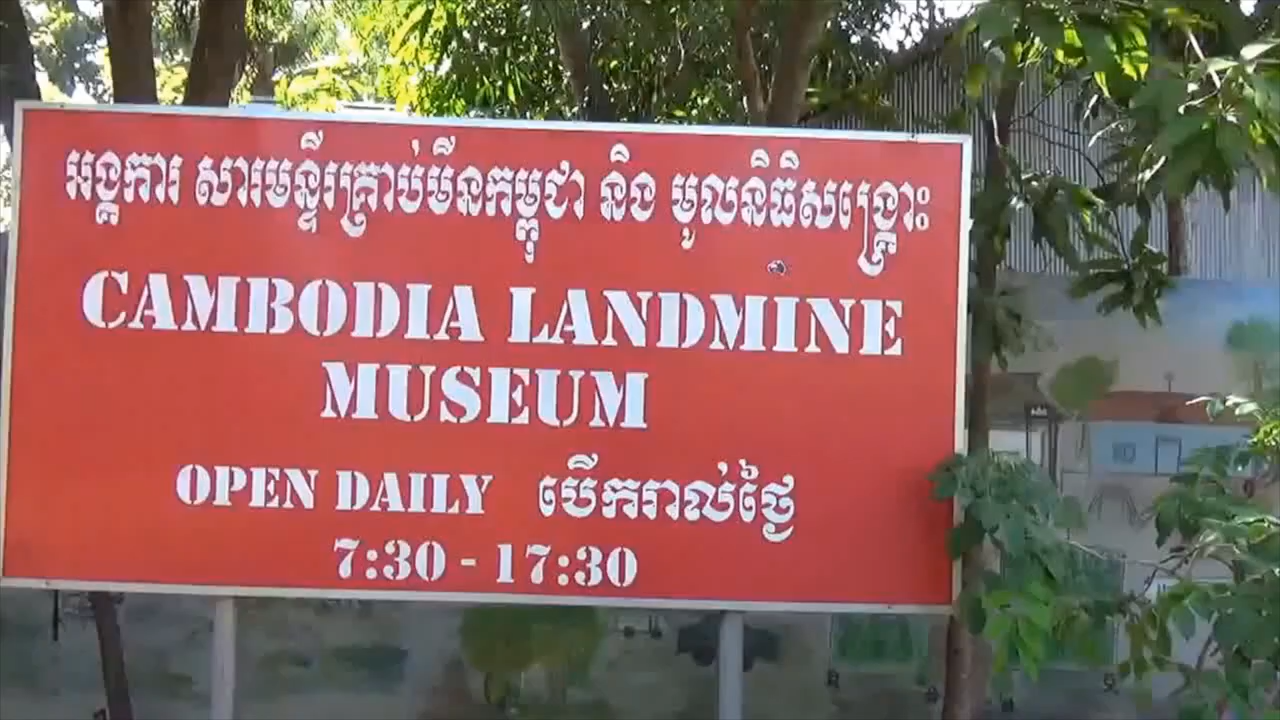 អង្គការ សារមន្ទីរគ្រាប់មីនកម្ពុជា និង មូលនិធិសង្គ្រោះ
CAMBODIA LANDMINE
MUSEUM
OPEN DAILY បើករាល់ថ្ងៃ
7:30 - 17:30